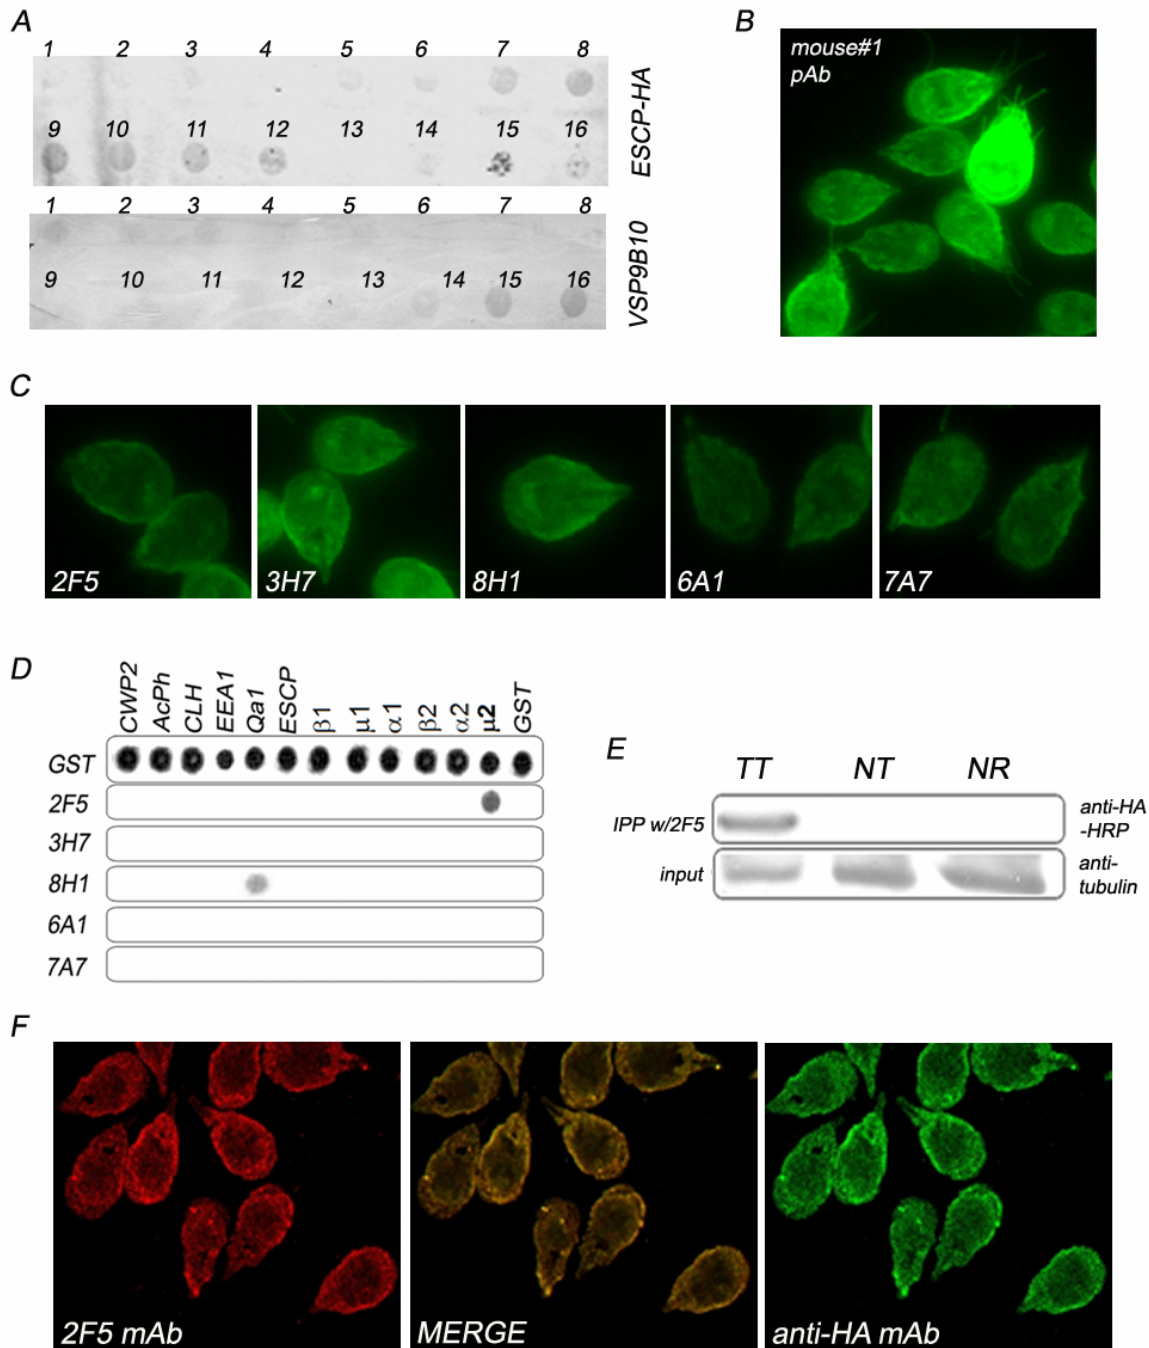 A
1 2 3 4 5 6 7 8
9 10 11 12 13 14 15 16
ESCP-HA
1 2 3 4 5 6 7 8
9 10 11 12 13 14 15 16
VSP9B10
B
mouse#1
pAb
C
2F5
3H7
8H1
6A1
7A7
D
CWP2 AcPh CLH EEA1 Qa1 ESCP β1 μ1 α1 β2 α2 μ2 GST
GST
2F5
3H7
8H1
6A1
7A7
E
TT NT NR
IPP w/2F5
anti-HA
-HRP
input
anti-
tubulin
F
2F5 mAb
MERGE
anti-HA mAb